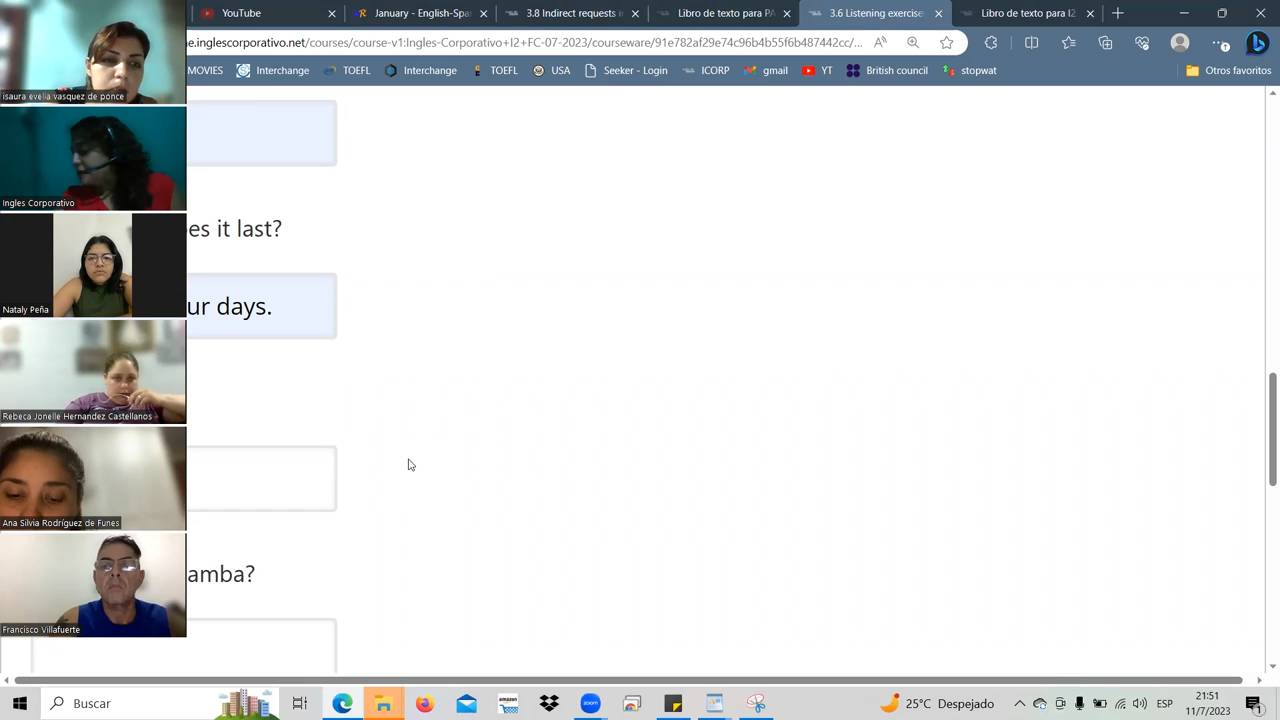 YouTube
January - English-Spa
3.8 Indirect requests i
Libro de texto para PA
3.6 Listening exercise
Libro de texto para I2
e.inglescorporativo.net/courses/course-v1:Ingles-Corporativo+I2+FC-07-2023/courseware/91e782af29e74c96b4b55f6b487442cc/...
MOVIES
Interchange
TOEFL
Interchange
TOEFL
USA
Seeker - Login
ICORP
gmail
YT
British council
stopwat
Otros favoritos
isaura evelia vasquez de ponce
Ingles Corporativo
Nataly Peña
Rebeca Jonelle Hernandez Castellanos
Ana Silvia Rodríguez de Funes
Francisco Villafuerte
es it last?
ur days.
amba?
Buscar
amazon
zoom
25°C Despejado
ESP
21:51
11/7/2023